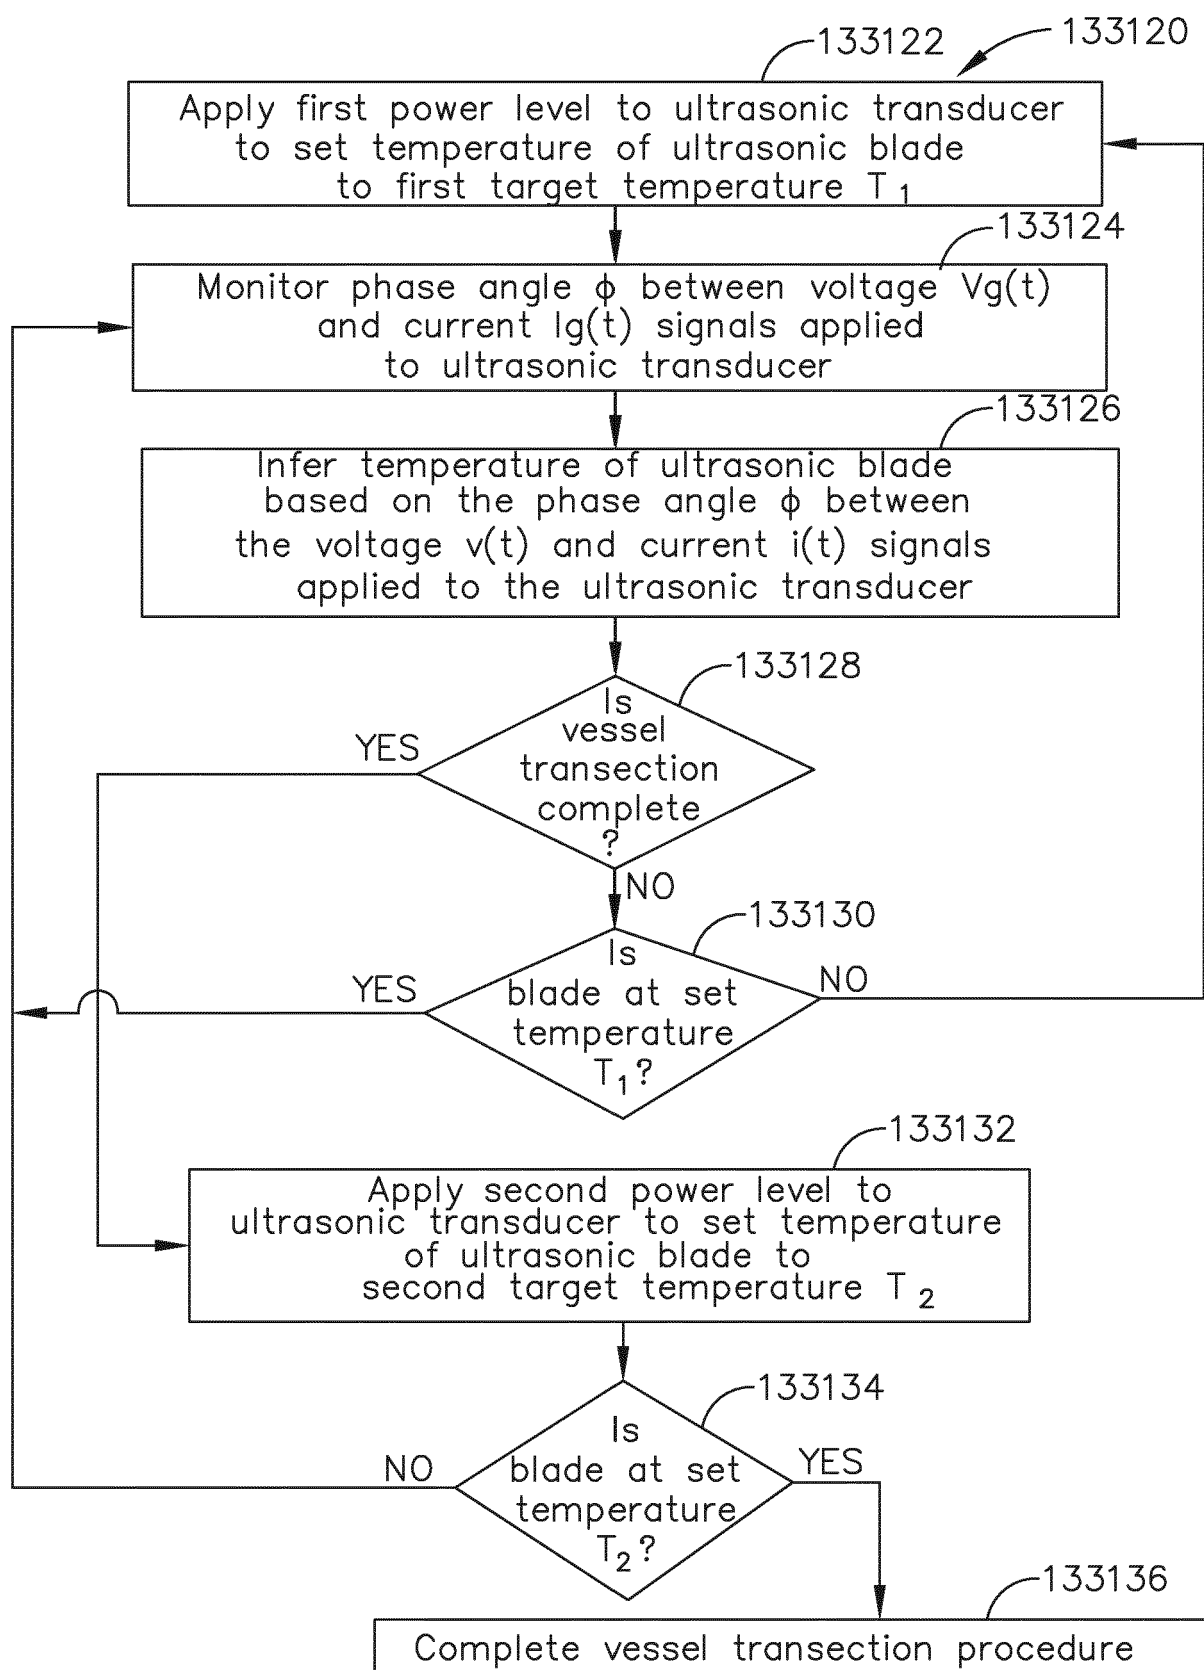 133120
133122
Apply first power level to ultrasonic transducer
to set temperature of ultrasonic blade
to first target temperature T1
133124
Monitor phase angle ϕ between voltage Vg(t)
and current Ig(t) signals applied
to ultrasonic transducer
133126
Infer temperature of ultrasonic blade
based on the phase angle ϕ between
the voltage v(t) and current i(t) signals
applied to the ultrasonic transducer
133128
Is
vessel
transection
complete
?
YES
NO
133130
Is
blade at set
temperature
T1?
YES
NO
133132
Apply second power level to
ultrasonic transducer to set temperature
of ultrasonic blade to
second target temperature T2
133134
Is
blade at set
temperature
T2?
NO
YES
133136
Complete vessel transection procedure